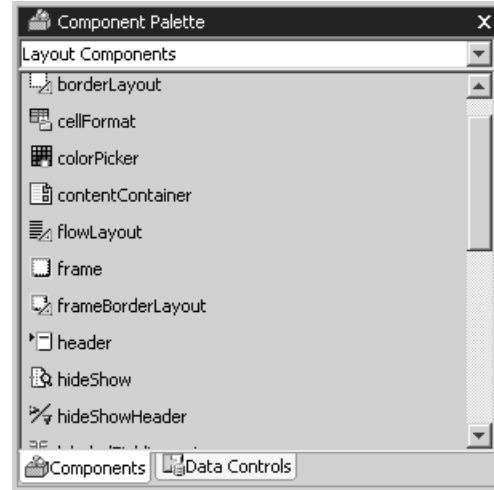 Component Palette
Layout Components
borderLayout
cellFormat
colorPicker
contentContainer
flowLayout
frame
frameBorderLayout
header
hideShow
hideShowHeader
Components Data Controls